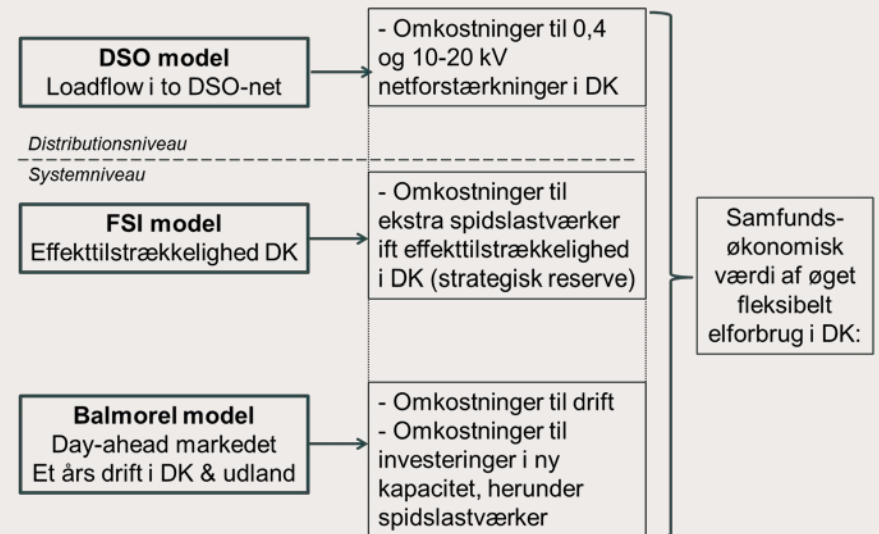 DSO model
Loadflow i to DSO-net
- Omkostninger til 0,4
og 10-20 kV
netforstærkninger i DK
Distributionsniveau
Systemniveau
FSI model
Effekttilstrækkelighed DK
- Omkostninger til
ekstra spidslastværker
ift effekttilstrækkelighed
i DK (strategisk reserve)
Balmorel model
Day-ahead markedet
Et års drift i DK & udland
- Omkostninger til drift
- Omkostninger til
investeringer i ny
kapacitet, herunder
spidslastværker
Samfunds-
økonomisk
værdi af øget
fleksibelt
elforbrug i DK: